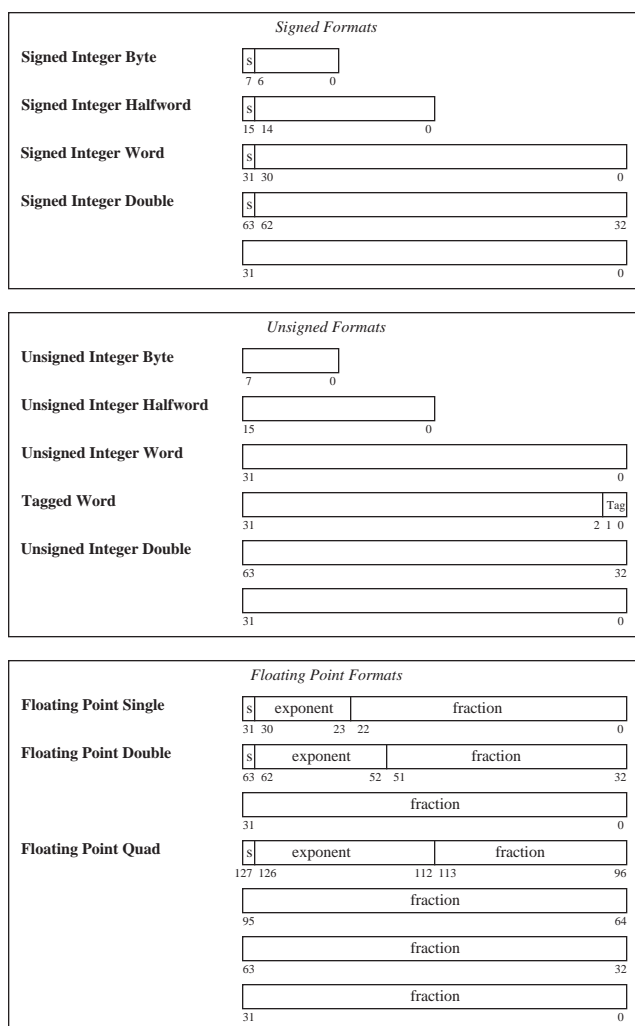 Signed Formats
Signed Integer Byte s
7 6 0
Signed Integer Halfword s
15 14 0
Signed Integer Word s
31 30 0
Signed Integer Double s
63 62 32
31 0
Unsigned Formats
Unsigned Integer Byte
7 0
Unsigned Integer Halfword
15 0
Unsigned Integer Word
31 0
Tagged Word Tag
31 2 1 0
Unsigned Integer Double
63 32
31 0
Floating Point Formats
Floating Point Single s exponent fraction
31 30 23 22 0
Floating Point Double s exponent fraction
63 62 52 51 32
fraction
31 0
Floating Point Quad s exponent fraction
127 126 112 113 96
fraction
95 64
fraction
63 32
fraction
31 0